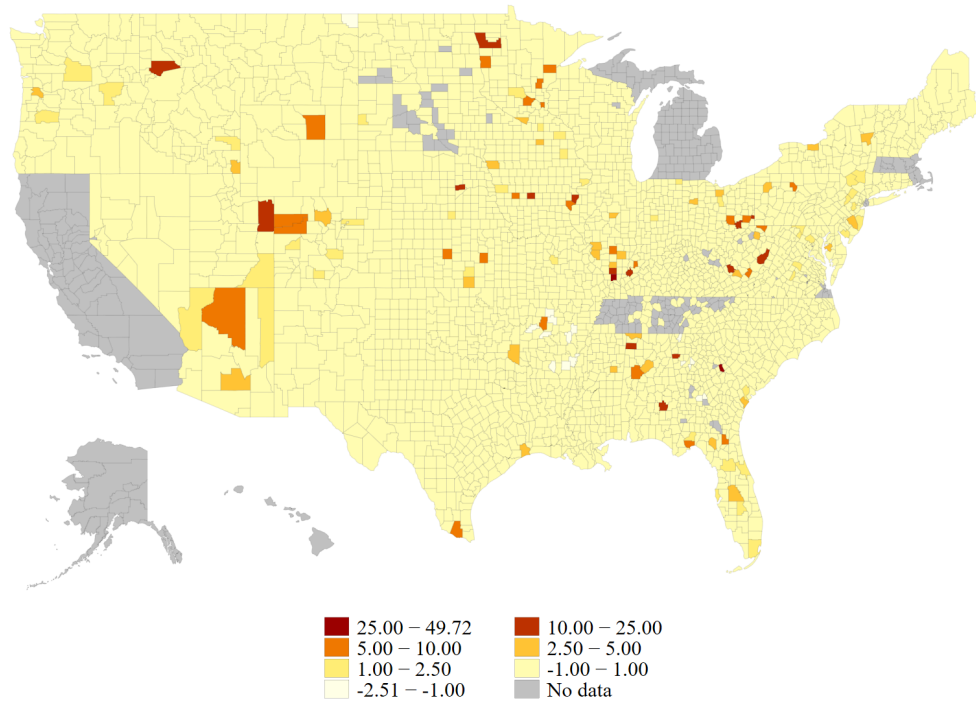 25.00 − 49.72 10.00 − 25.00
5.00 − 10.00 2.50 − 5.00
1.00 − 2.50 -1.00 − 1.00
-2.51 − -1.00 No data